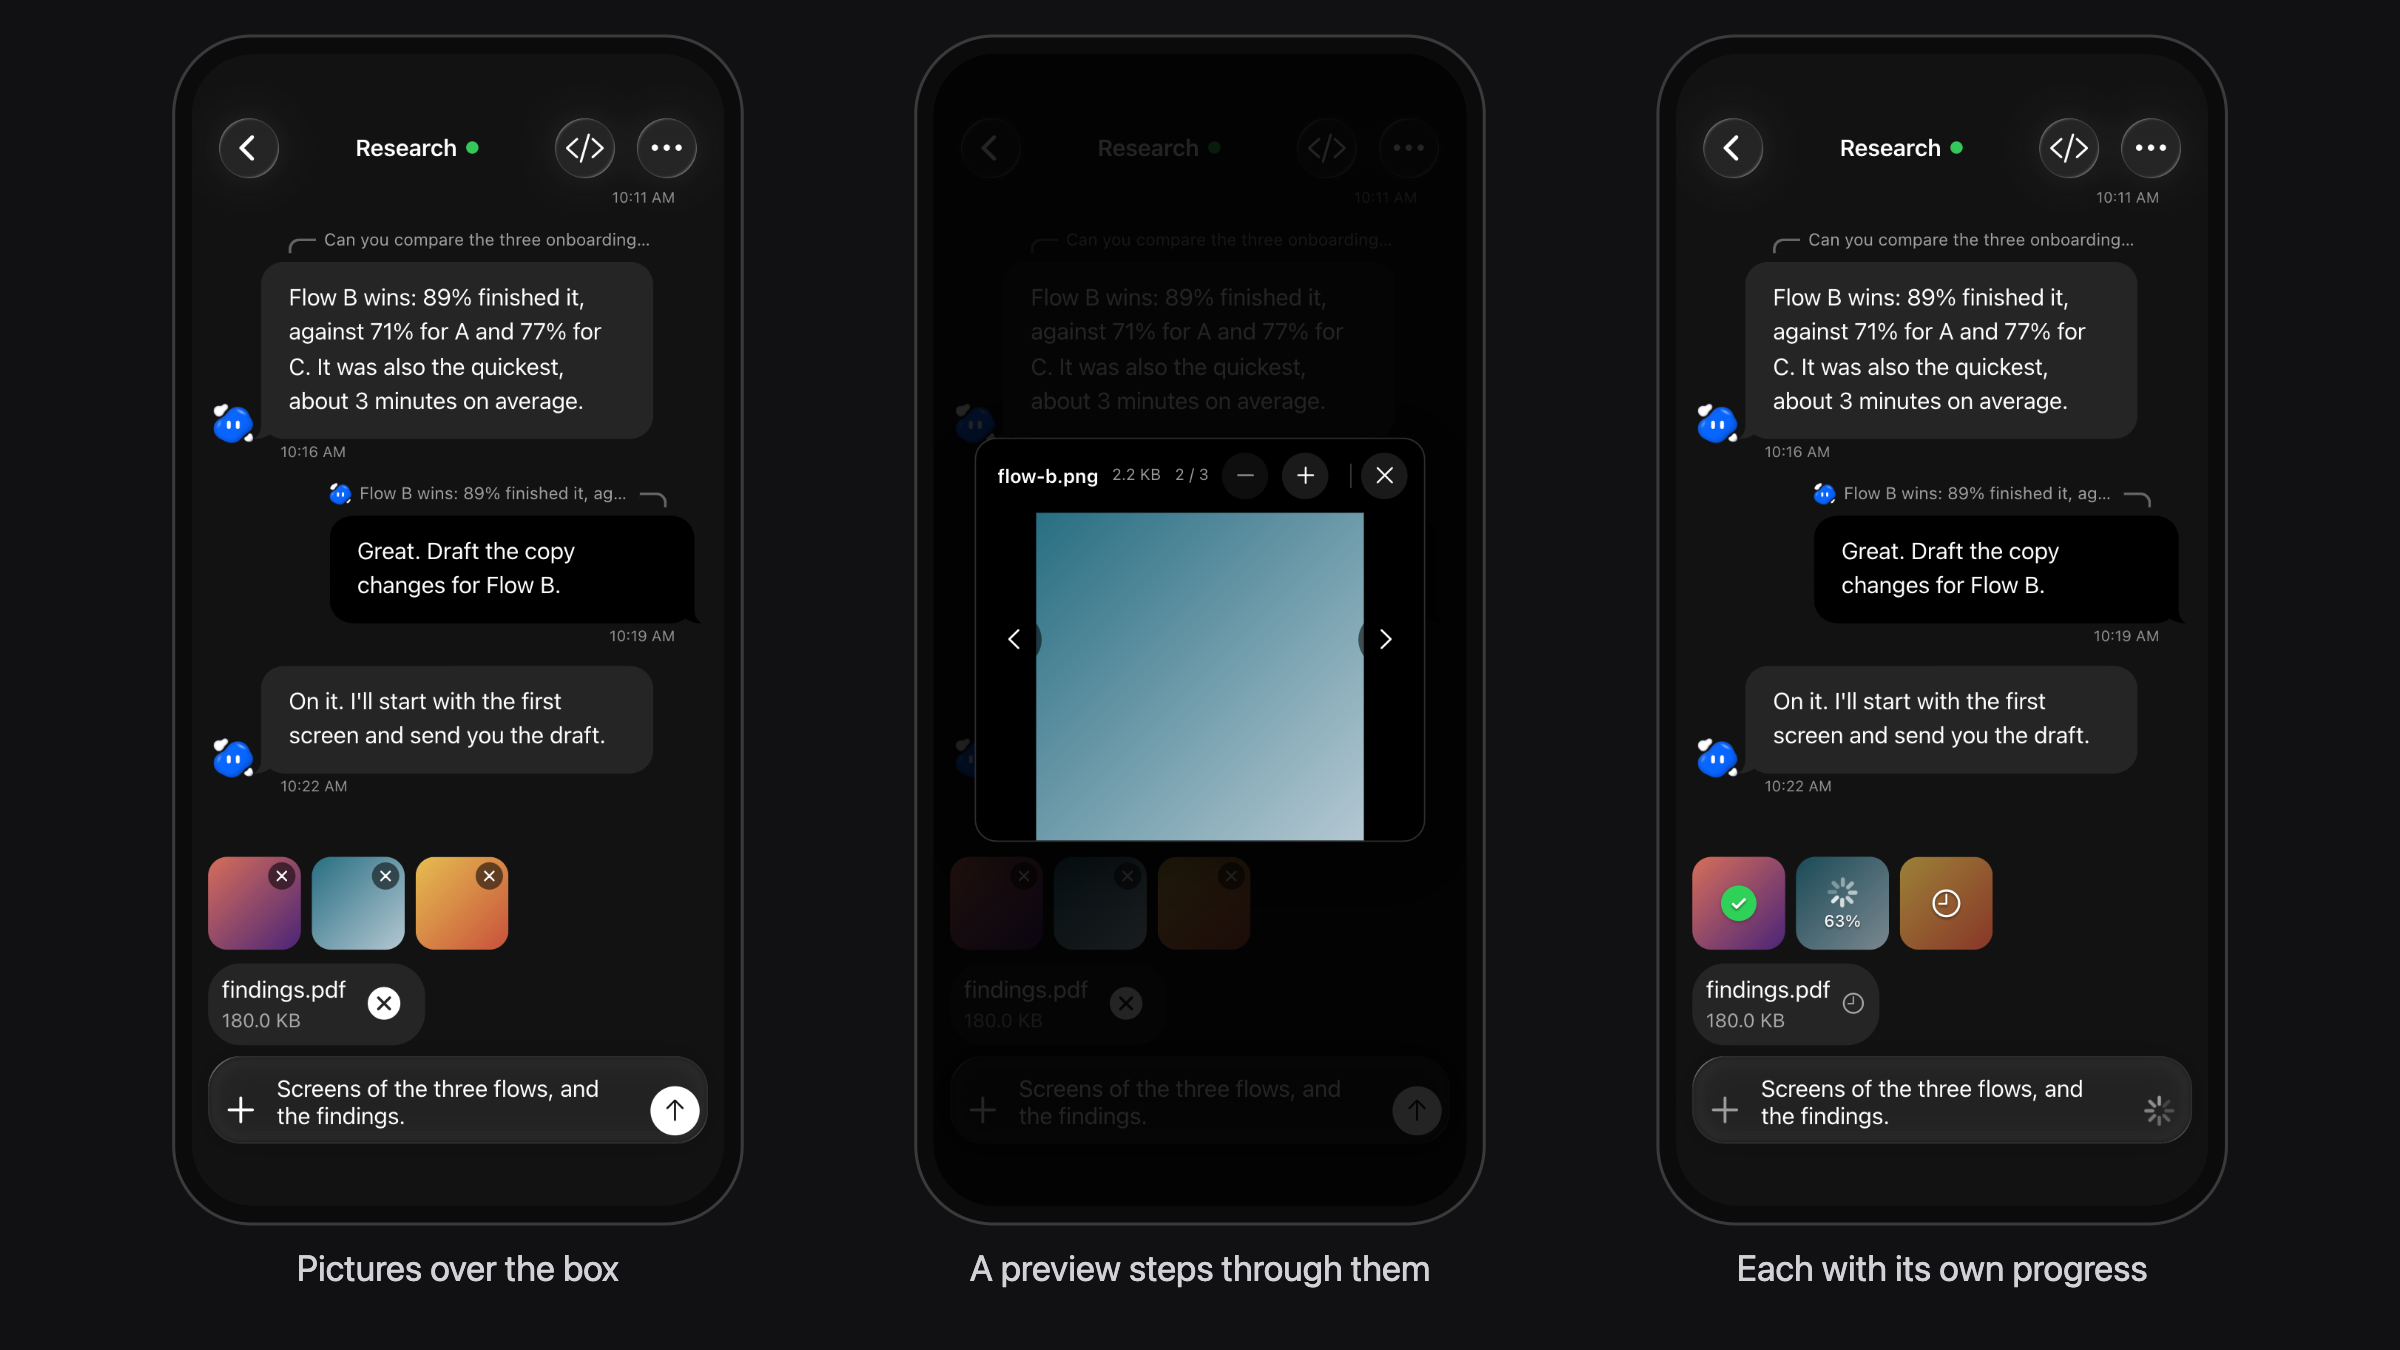 Research
10:11 AM
Can you compare the three onboarding...
Flow B wins: 89% finished it,
against 71% for A and 77% for
C. It was also the quickest,
about 3 minutes on average.
10:16 AM
Flow B wins: 89% finished it, ag...
Great. Draft the copy
changes for Flow B.
10:19 AM
On it. I'll start with the first
screen and send you the draft.
10:22 AM
findings.pdf
180.0 KB
Screens of the three flows, and
the findings.
Pictures over the box
Research
10:11 AM
Can you compare the three onboarding...
Flow B wins: 89% finished it,
against 71% for A and 77% for
C. It was also the quickest,
about 3 minutes on average.
flow-b.png 2.2 KB 2 / 3
findings.pdf
180.0 KB
Screens of the three flows, and
the findings.
A preview steps through them
Research
10:11 AM
Can you compare the three onboarding...
Flow B wins: 89% finished it,
against 71% for A and 77% for
C. It was also the quickest,
about 3 minutes on average.
10:16 AM
Flow B wins: 89% finished it, ag...
Great. Draft the copy
changes for Flow B.
10:19 AM
On it. I'll start with the first
screen and send you the draft.
10:22 AM
63%
findings.pdf
180.0 KB
Screens of the three flows, and
the findings.
Each with its own progress